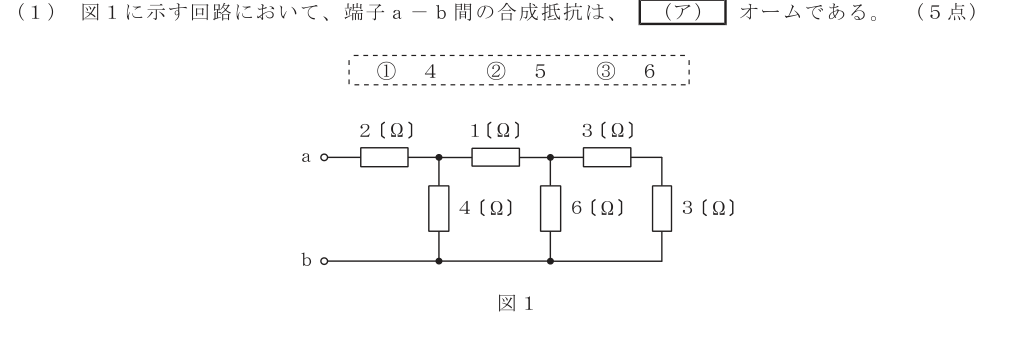 (1) 図1に示す回路において、端子a－b間の合成抵抗は、 (ア) オームである。 (5点)
① 4 ② 5 ③ 6
2〔Ω〕 1〔Ω〕 3〔Ω〕
a
4〔Ω〕 6〔Ω〕 3〔Ω〕
b
図1